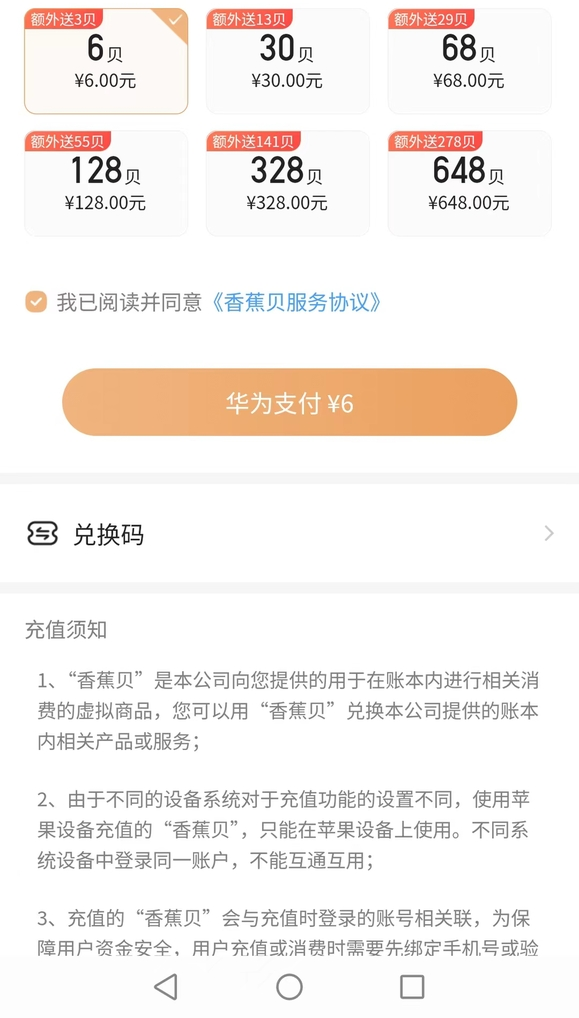 额外送3贝
额外送13贝
额外送29贝
6贝
30贝
68贝
¥6.00元
¥30.00元
¥68.00元
额外送55贝
额外送141贝
额外送278贝
128贝
328贝
648贝
¥128.00元
¥328.00元
¥648.00元
我已阅读并同意《香蕉贝服务协议》
华为支付 ¥6
兑换码
充值须知
1、“香蕉贝”是本公司向您提供的用于在账本内进行相关消
费的虚拟商品，您可以用“香蕉贝”兑换本公司提供的账本
内相关产品或服务；
2、由于不同的设备系统对于充值功能的设置不同，使用苹
果设备充值的“香蕉贝”，只能在苹果设备上使用。不同系
统设备中登录同一账户，不能互通互用；
3、充值的“香蕉贝”会与充值时登录的账号相关联，为保
障用户资金安全，用户充值或消费时需要先绑定手机号或验